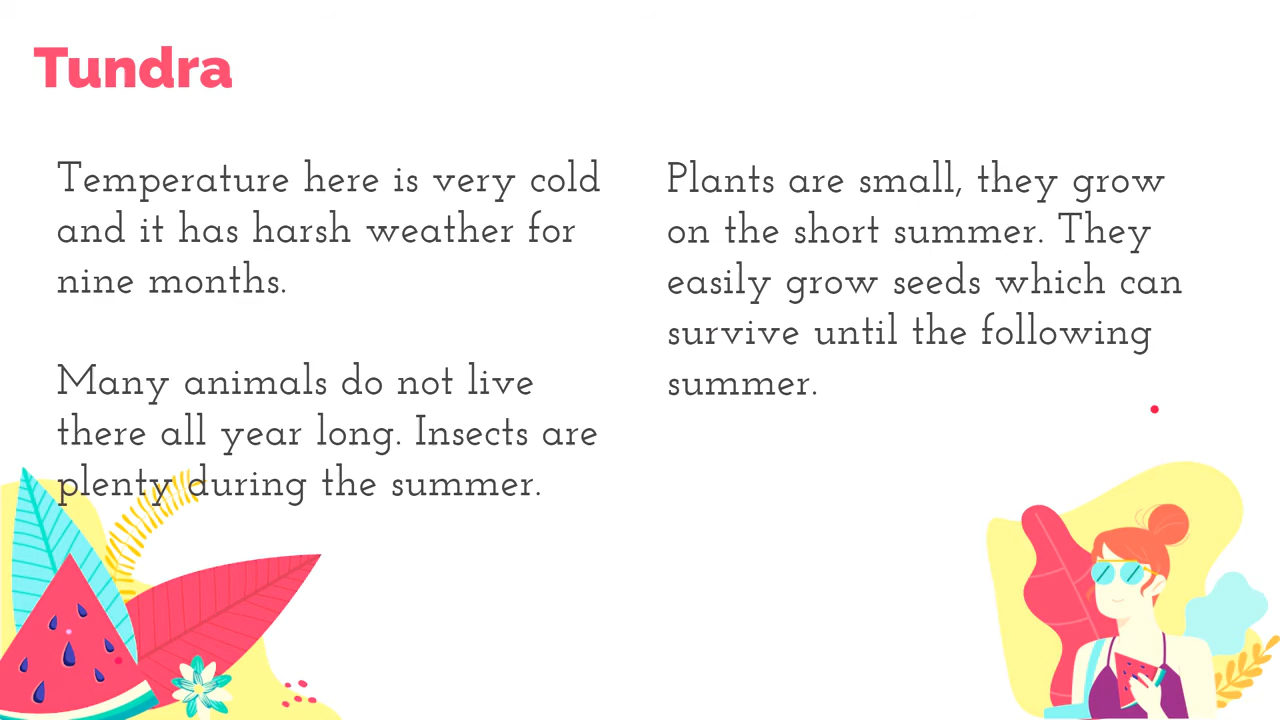 Tundra
Temperature here is very cold
and it has harsh weather for
nine months.
Many animals do not live
there all year long. Insects are
plenty during the summer.
Plants are small, they grow
on the short summer. They
easily grow seeds which can
survive until the following
summer.